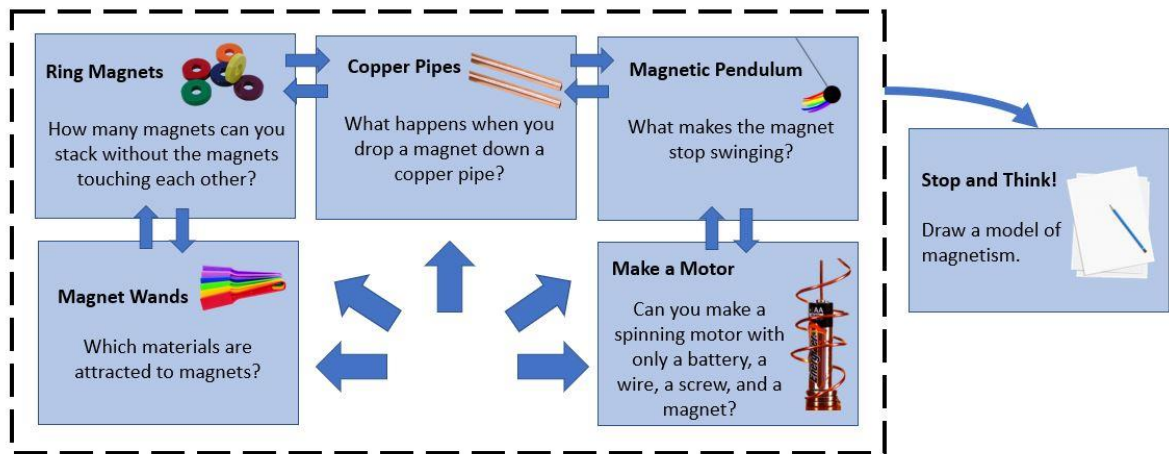 Ring Magnets
How many magnets can you
stack without the magnets
touching each other?
Copper Pipes
What happens when you
drop a magnet down a
copper pipe?
Magnetic Pendulum
What makes the magnet
stop swinging?
Magnet Wands
Which materials are
attracted to magnets?
Make a Motor
Can you make a
spinning motor with
only a battery, a
wire, a screw, and a
magnet?
AA
Energizer
Stop and Think!
Draw a model of
magnetism.